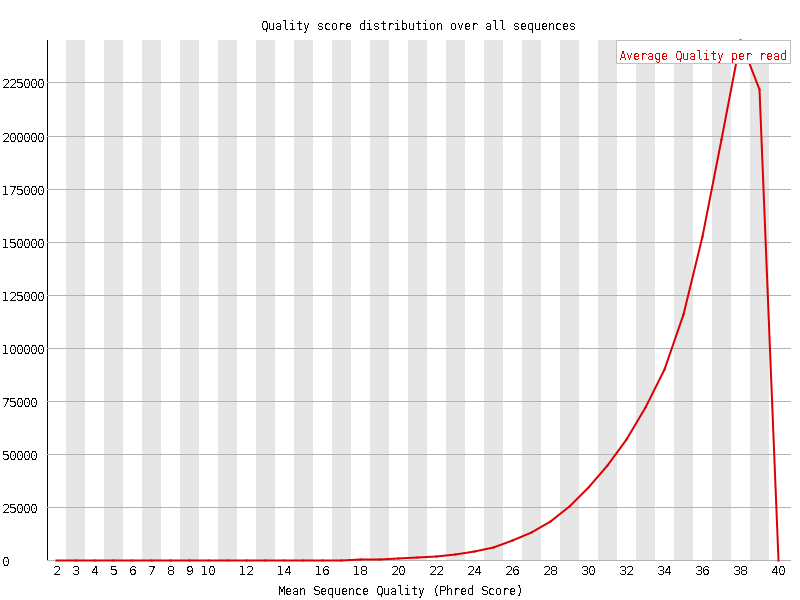 Quality score distribution over all sequences
Average Quality per read
225000
200000
175000
150000
125000
100000
75000
50000
25000
0
2 3 4 5 6 7 8 9 10 12 14 16 18 20 22 24 26 28 30 32 34 36 38 40
Mean Sequence Quality (Phred Score)